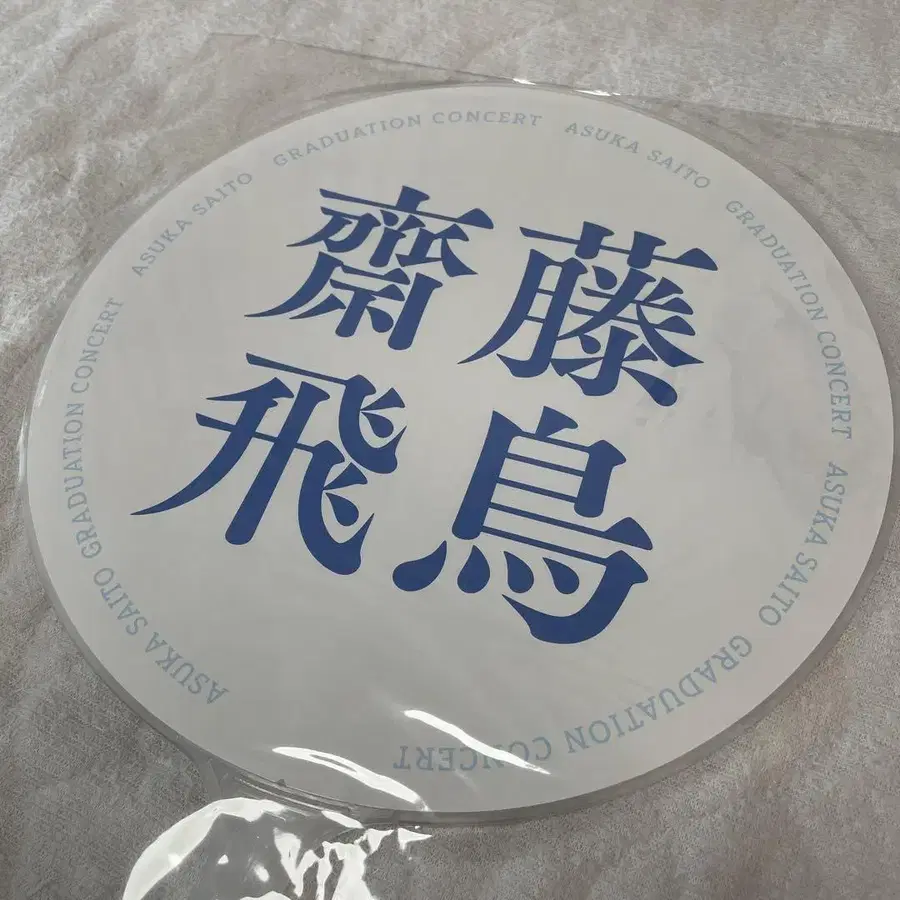 齋藤
飛鳥
ASUKA SAITO GRADUATION CONCERT
ASUKA SAITO GRADUATION CONCERT
ASUKA SAITO GRADUATION CONCERT
ASUKA SAITO GRADUATION CONCERT